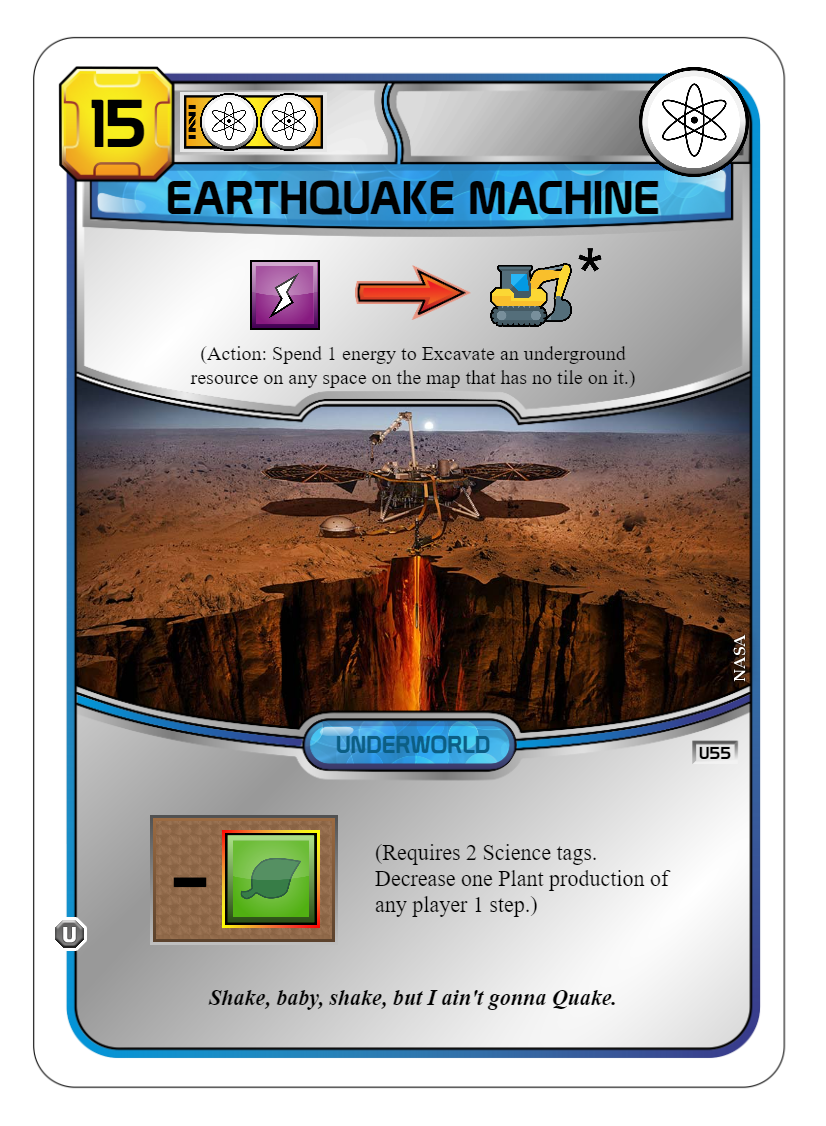 15
EARTHQUAKE MACHINE
*
(Action: Spend 1 energy to Excavate an underground
resource on any space on the map that has no tile on it.)
NASA
UNDERWORLD
U55
-
(Requires 2 Science tags.
Decrease one Plant production of
any player 1 step.)
U
Shake, baby, shake, but I ain't gonna Quake.